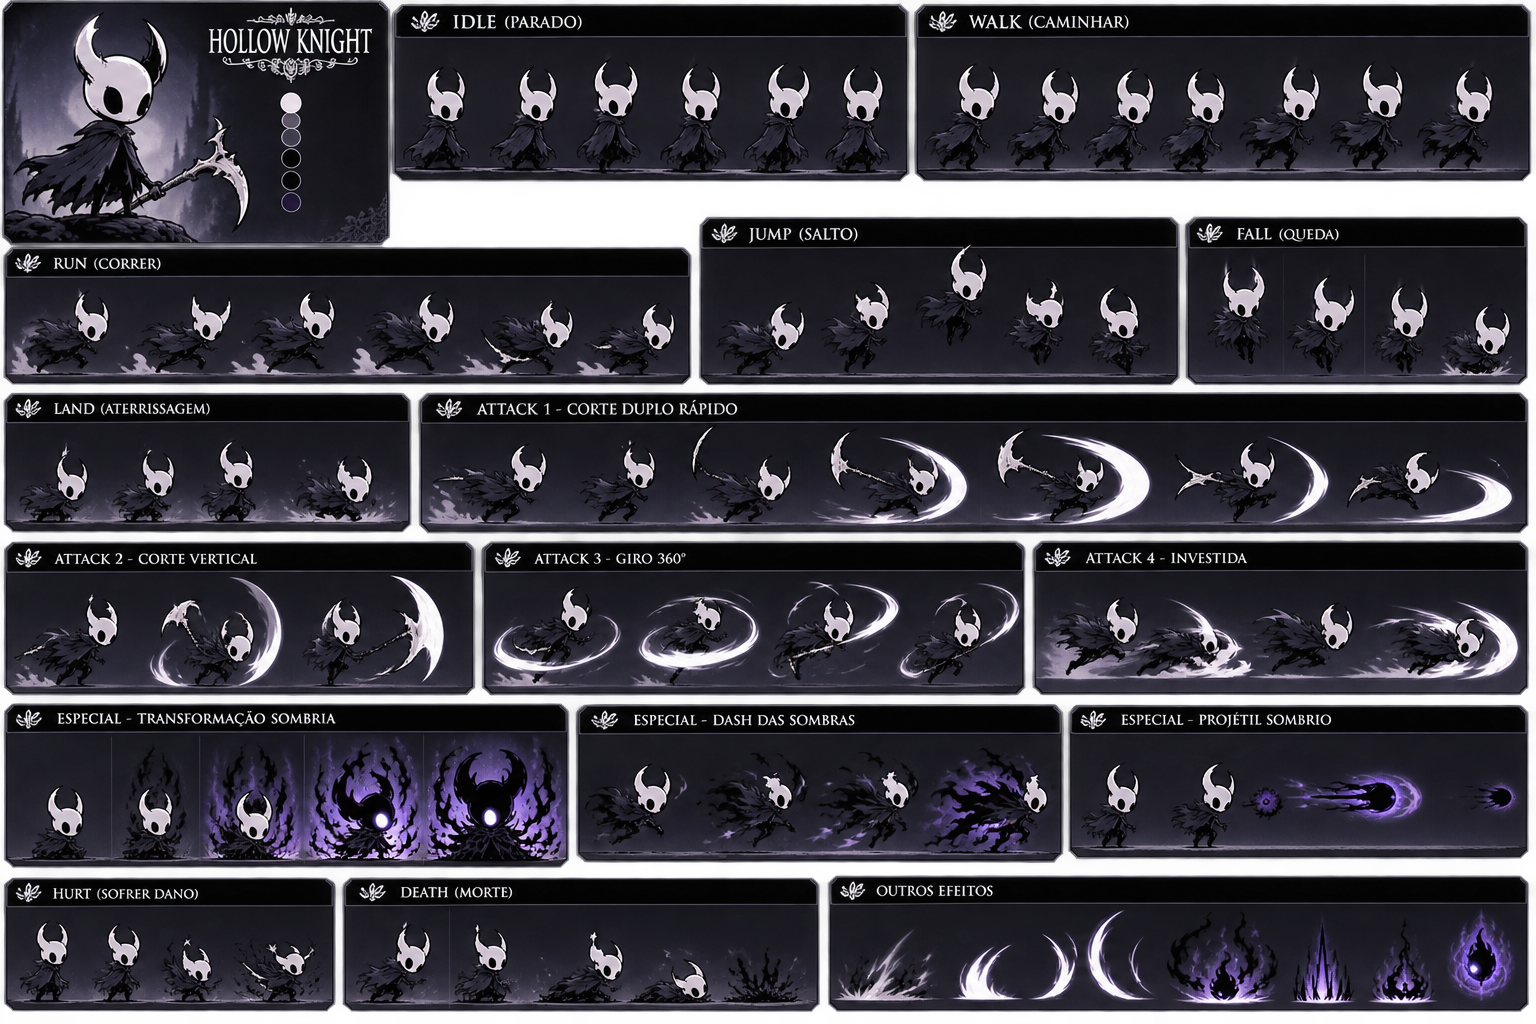 HOLLOW KNIGHT
IDLE (PARADO)
WALK (CAMINHAR)
RUN (CORRER)
JUMP (SALTO)
FALL (QUEDA)
LAND (ATERRISSAGEM)
ATTACK 1 - CORTE DUPLO RÁPIDO
ATTACK 2 - CORTE VERTICAL
ATTACK 3 - GIRO 360°
ATTACK 4 - INVESTIDA
ESPECIAL - TRANSFORMAÇÃO SOMBRIA
ESPECIAL - DASH DAS SOMBRAS
ESPECIAL - PROJÉTIL SOMBRIO
HURT (SOFRER DANO)
DEATH (MORTE)
OUTROS EFEITOS